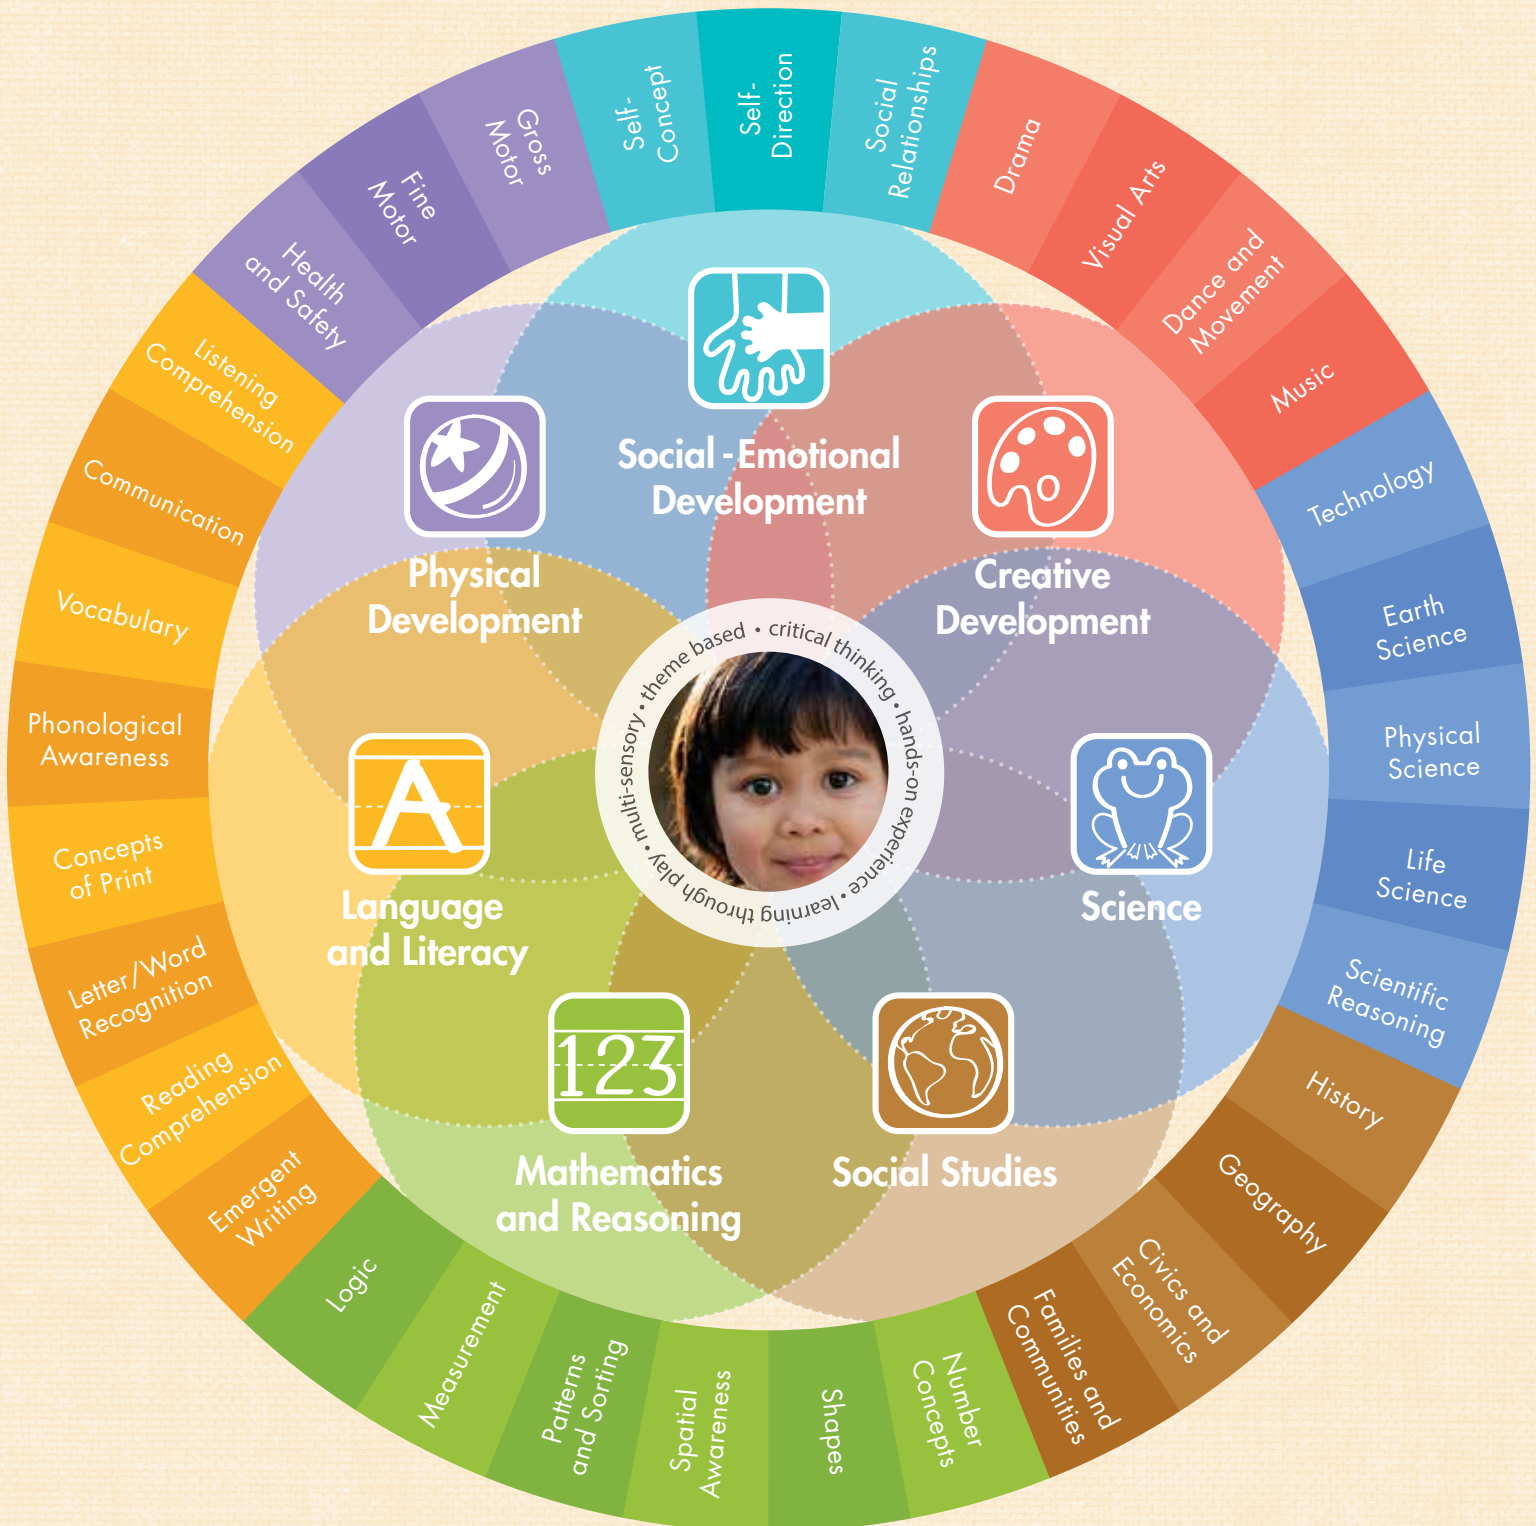 Self-
Concept
Self-
Direction
Social
Relationships
Drama
Visual Arts
Dance and
Movement
Music
Technology
Earth
Science
Physical
Science
Life
Science
Scientific
Reasoning
History
Geography
Civics and
Economics
Families and
Communities
Number
Concepts
Shapes
Spatial
Awareness
Patterns
and Sorting
Measurement
Logic
Emergent
Writing
Reading
Comprehension
Letter/Word
Recognition
Concepts
of Print
Phonological
Awareness
Vocabulary
Communication
Listening
Comprehension
Health
and Safety
Fine
Motor
Gross
Motor
Social-Emotional
Development
Creative
Development
Science
Social Studies
Mathematics
and Reasoning
123
Language
and Literacy
A
Physical
Development
critical thinking • hands-on experience • learning through play • multi-sensory • theme based •